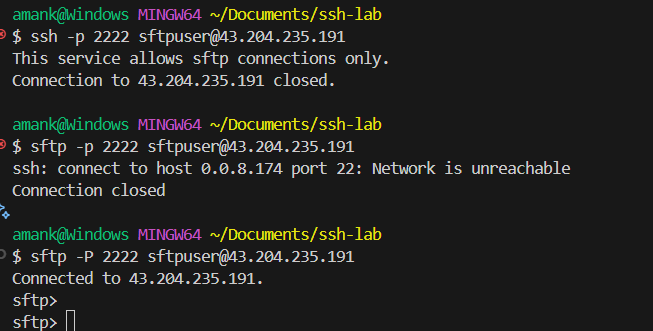 amank@Windows MINGW64 ~/Documents/ssh-lab
$ ssh -p 2222 sftpuser@43.204.235.191
This service allows sftp connections only.
Connection to 43.204.235.191 closed.
amank@Windows MINGW64 ~/Documents/ssh-lab
$ sftp -p 2222 sftpuser@43.204.235.191
ssh: connect to host 0.0.8.174 port 22: Network is unreachable
Connection closed
amank@Windows MINGW64 ~/Documents/ssh-lab
$ sftp -P 2222 sftpuser@43.204.235.191
Connected to 43.204.235.191.
sftp>
sftp>